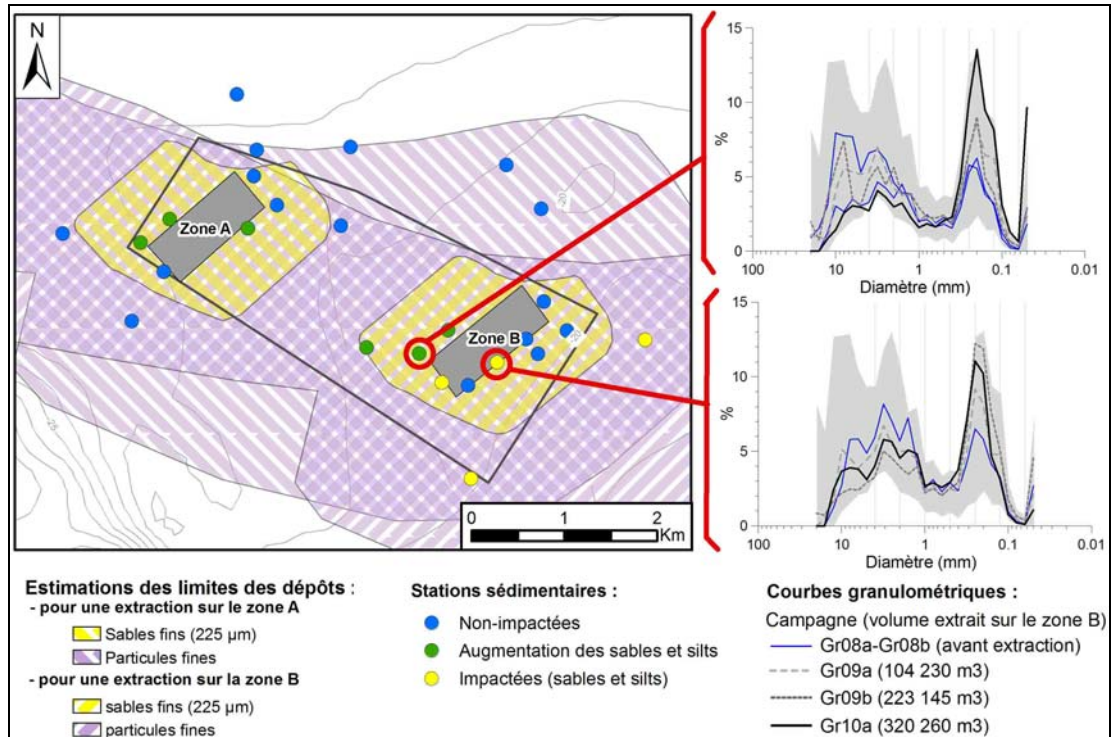 N
Zone A
Zone B
-20
-20
-25
0 1 2
Km
15
10
%
5
0
100 10 1 0.1 0.01
Diamètre (mm)
15
10
%
5
0
100 10 1 0.1 0.01
Diamètre (mm)
Estimations des limites des dépôts :
- pour une extraction sur le zone A
Sables fins (225 µm)
Particules fines
- pour une extraction sur la zone B
sables fins (225 µm)
particules fines
Stations sédimentaires :
Non-impactées
Augmentation des sables et silts
Impactées (sables et silts)
Courbes granulométriques :
Campagne (volume extrait sur le zone B)
Gr08a-Gr08b (avant extraction)
Gr09a (104 230 m3)
Gr09b (223 145 m3)
Gr10a (320 260 m3)